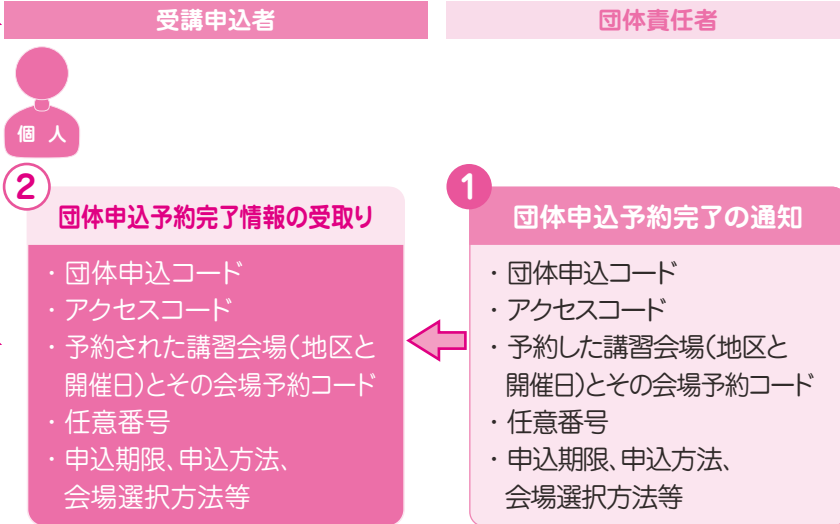 受講申込者
団体責任者
個 人
②
団体申込予約完了情報の受取り
・団体申込コード
・アクセスコード
・予約された講習会場(地区と
開催日)とその会場予約コード
・任意番号
・申込期限、申込方法、
会場選択方法等
1
団体申込予約完了の通知
・団体申込コード
・アクセスコード
・予約した講習会場(地区と
開催日)とその会場予約コード
・任意番号
・申込期限、申込方法、
会場選択方法等